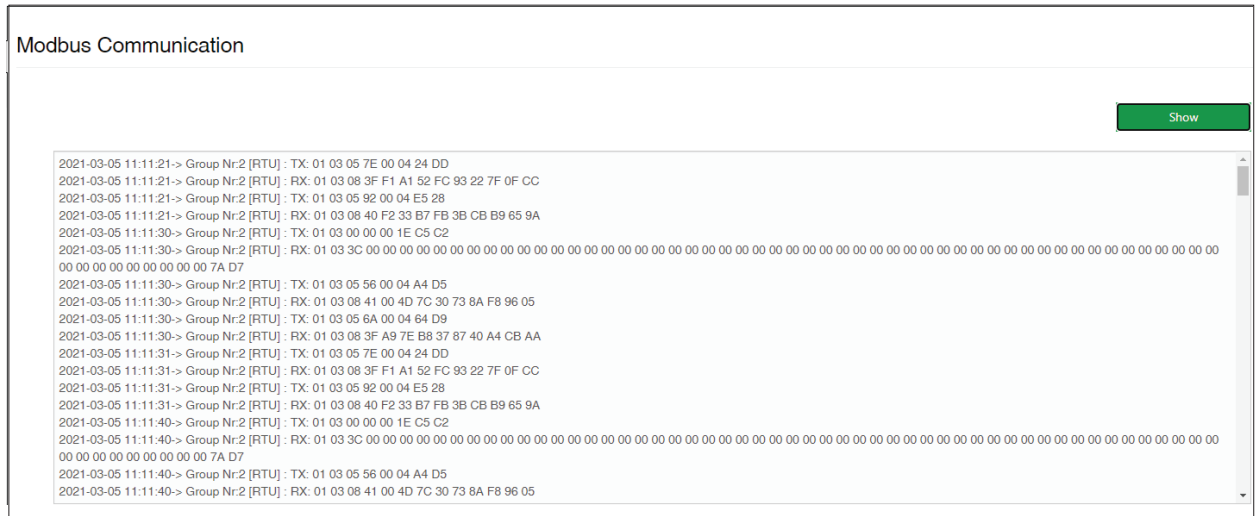 Modbus Communication
Show
2021-03-05 11:11:21-> Group Nr:2 [RTU] : TX: 01 03 05 7E 00 04 24 DD
2021-03-05 11:11:21-> Group Nr:2 [RTU] : RX: 01 03 08 3F F1 A1 52 FC 93 22 7F 0F CC
2021-03-05 11:11:21-> Group Nr:2 [RTU] : TX: 01 03 05 92 00 04 E5 28
2021-03-05 11:11:21-> Group Nr:2 [RTU] : RX: 01 03 08 40 F2 33 B7 FB 3B CB B9 65 9A
2021-03-05 11:11:30-> Group Nr:2 [RTU] : TX: 01 03 00 00 00 1E C5 C2
2021-03-05 11:11:30-> Group Nr:2 [RTU] : RX: 01 03 3C 00 00 00 00 00 00 00 00 00 00 00 00 00 00 00 00 00 00 00 00 00 00 00 00 00 00 00 00 00 00 00 00 00 00 00 00 00 00 00 00 00 00 00 00 00 00 00 00 00 00 00
00 00 00 00 00 00 00 00 00 7A D7
2021-03-05 11:11:30-> Group Nr:2 [RTU] : TX: 01 03 05 56 00 04 A4 D5
2021-03-05 11:11:30-> Group Nr:2 [RTU] : RX: 01 03 08 41 00 4D 7C 30 73 8A F8 96 05
2021-03-05 11:11:30-> Group Nr:2 [RTU] : TX: 01 03 05 6A 00 04 64 D9
2021-03-05 11:11:30-> Group Nr:2 [RTU] : RX: 01 03 08 3F A9 7E B8 37 87 40 A4 CB AA
2021-03-05 11:11:31-> Group Nr:2 [RTU] : TX: 01 03 05 7E 00 04 24 DD
2021-03-05 11:11:31-> Group Nr:2 [RTU] : RX: 01 03 08 3F F1 A1 52 FC 93 22 7F 0F CC
2021-03-05 11:11:31-> Group Nr:2 [RTU] : TX: 01 03 05 92 00 04 E5 28
2021-03-05 11:11:31-> Group Nr:2 [RTU] : RX: 01 03 08 40 F2 33 B7 FB 3B CB B9 65 9A
2021-03-05 11:11:40-> Group Nr:2 [RTU] : TX: 01 03 00 00 00 1E C5 C2
2021-03-05 11:11:40-> Group Nr:2 [RTU] : RX: 01 03 3C 00 00 00 00 00 00 00 00 00 00 00 00 00 00 00 00 00 00 00 00 00 00 00 00 00 00 00 00 00 00 00 00 00 00 00 00 00 00 00 00 00 00 00 00 00 00 00 00 00 00 00
00 00 00 00 00 00 00 00 00 7A D7
2021-03-05 11:11:40-> Group Nr:2 [RTU] : TX: 01 03 05 56 00 04 A4 D5
2021-03-05 11:11:40-> Group Nr:2 [RTU] : RX: 01 03 08 41 00 4D 7C 30 73 8A F8 96 05